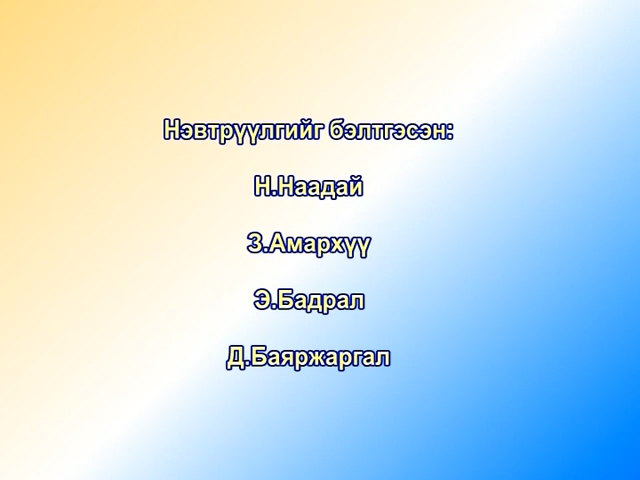 Нэвтрүүлгийг бэлтгэсэн:
Н.Наадай
З.Амархүү
Э.Бадрал
Д.Баяржаргал